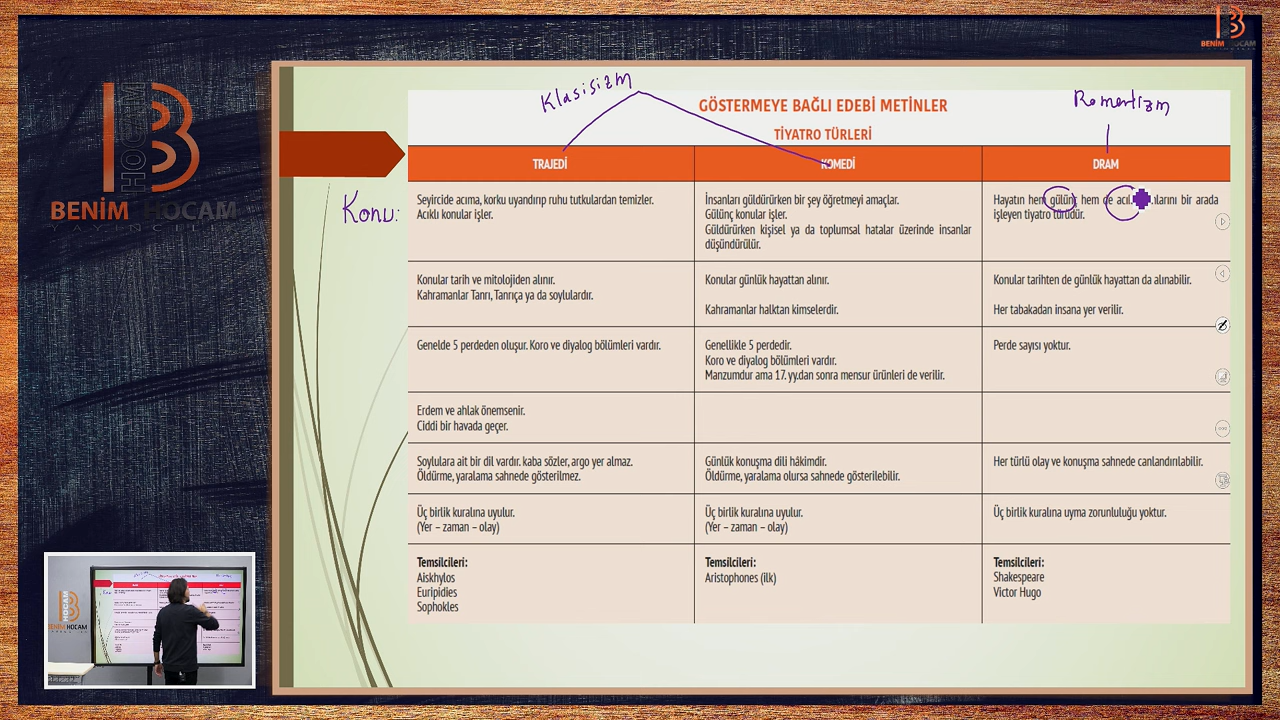 BENİM HOCAM
BENİM HOCAM
Klasisizm
GÖSTERMEYE BAĞLI EDEBİ METİNLER
Romentizm
TİYATRO TÜRLERİ
TRAJEDİ
KOMEDİ
DRAM
Konu:
Seyircide acıma, korku uyandırıp ruhu tutkulardan temizler.
Acıklı konular işler.
İnsanları güldürürken bir şey öğretmeyi amaçlar.
Gülünç konular işler.
Güldürürken kişisel ya da toplumsal hatalar üzerinde insanlar
düşündürülür.
Hayatın hem gülünç hem de bir arada
işleyen tiyatro türüdür.
Konular tarih ve mitolojiden alınır.
Kahramanlar Tanrı, Tanrıça ya da soylulardır.
Konular günlük hayattan alınır.
Kahramanlar halktan kimselerdir.
Konular tarihten de günlük hayattan da alınabilir.
Her tabakadan insana yer verilir.
Genelde 5 perdeden oluşur. Koro ve diyalog bölümleri vardır.
Genellikle 5 perdedir.
Koro ve diyalog bölümleri vardır.
Manzumdur ama 17. yy.dan sonra mensur ürünleri de verilir.
Perde sayısı yoktur.
Erdem ve ahlak önemsenir.
Ciddi bir havada geçer.
Soylulara ait bir dil vardır. kaba sözler, argo yer almaz.
Öldürme, yaralama sahnede gösterilmez.
Günlük konuşma dili hâkimdir.
Öldürme, yaralama olursa sahnede gösterilebilir.
Her türlü olay ve konuşma sahnede canlandırılabilir.
Üç birlik kuralına uyulur.
(Yer – zaman – olay)
Üç birlik kuralına uyulur.
(Yer – zaman – olay)
Üç birlik kuralına uyma zorunluluğu yoktur.
Temsilcileri:
Aiskhylos
Euripidies
Sophokles
Temsilcileri:
Aristophones (ilk)
Temsilcileri:
Shakespeare
Victor Hugo
BENİM HOCAM